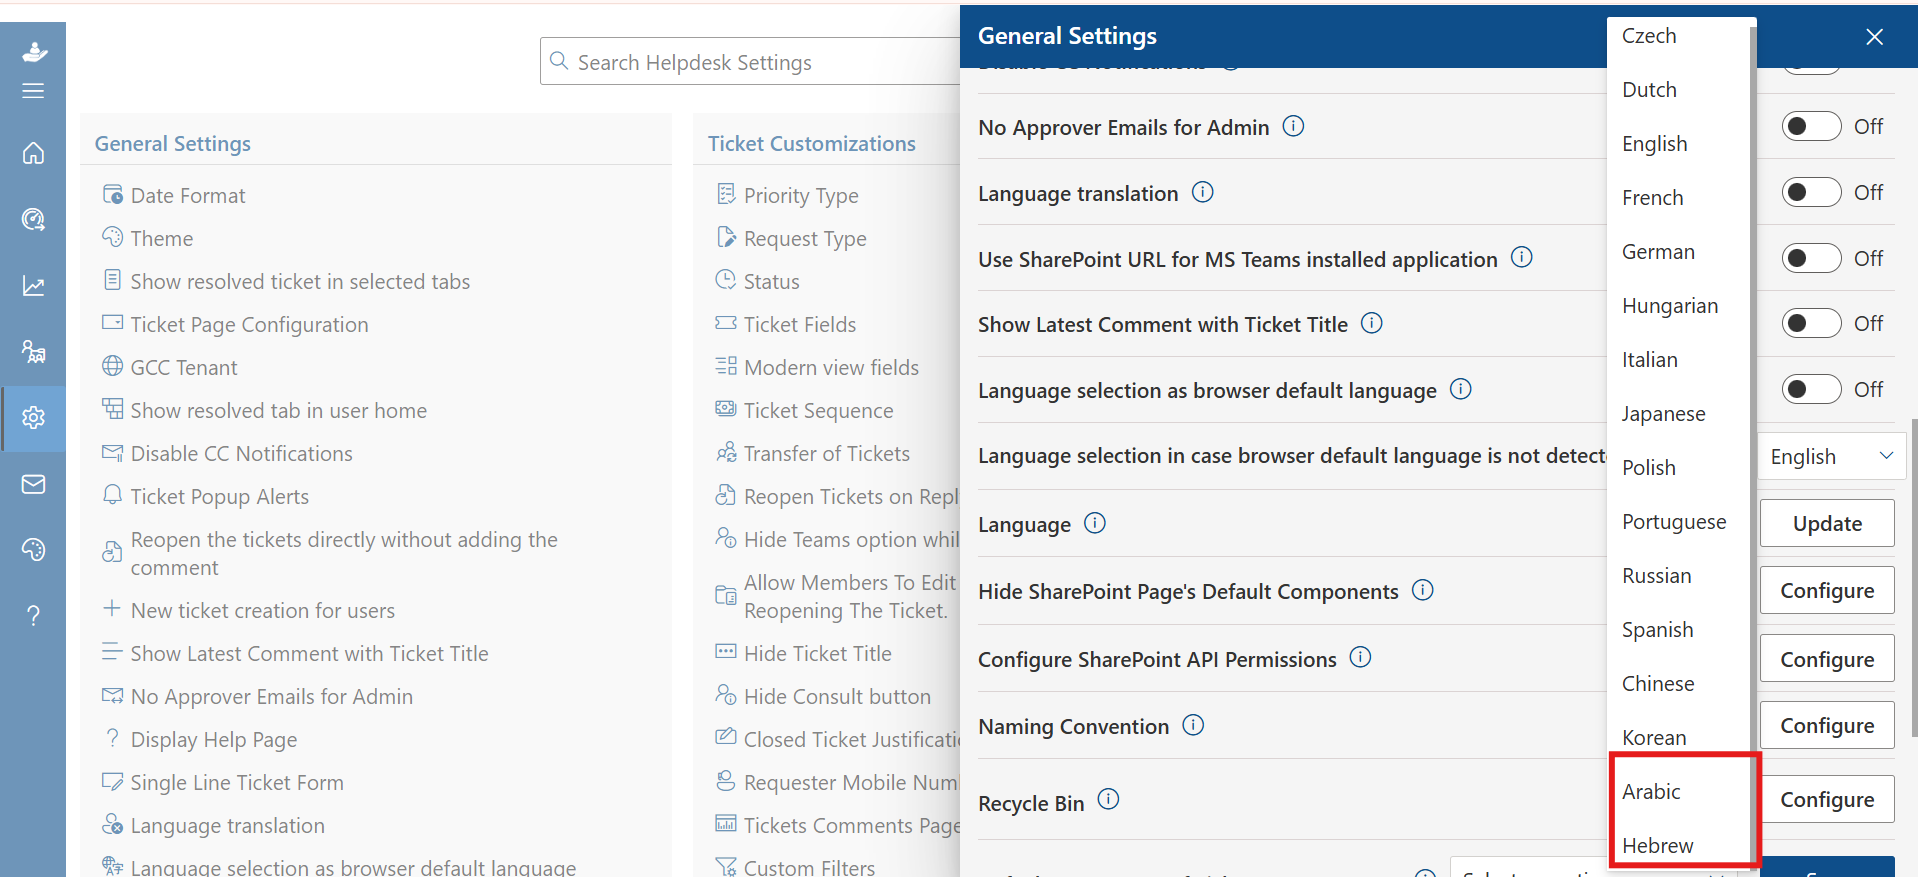 Search Helpdesk Settings
General Settings
Date Format
Theme
Show resolved ticket in selected tabs
Ticket Page Configuration
GCC Tenant
Show resolved tab in user home
Disable CC Notifications
Ticket Popup Alerts
Reopen the tickets directly without adding the
comment
New ticket creation for users
Show Latest Comment with Ticket Title
No Approver Emails for Admin
Display Help Page
Single Line Ticket Form
Language translation
Language selection as browser default language
Ticket Customizations
Priority Type
Request Type
Status
Ticket Fields
Modern view fields
Ticket Sequence
Transfer of Tickets
Reopen Tickets on Repl
Hide Teams option whil
Allow Members To Edit
Reopening The Ticket.
Hide Ticket Title
Hide Consult button
Closed Ticket Justificati
Requester Mobile Num
Tickets Comments Page
Custom Filters
General Settings
No Approver Emails for Admin Off
Language translation Off
Use SharePoint URL for MS Teams installed application Off
Show Latest Comment with Ticket Title Off
Language selection as browser default language Off
Language selection in case browser default language is not detect English
Language Update
Hide SharePoint Page's Default Components Configure
Configure SharePoint API Permissions Configure
Naming Convention Configure
Recycle Bin Configure
Czech
Dutch
English
French
German
Hungarian
Italian
Japanese
Polish
Portuguese
Russian
Spanish
Chinese
Korean
Arabic
Hebrew